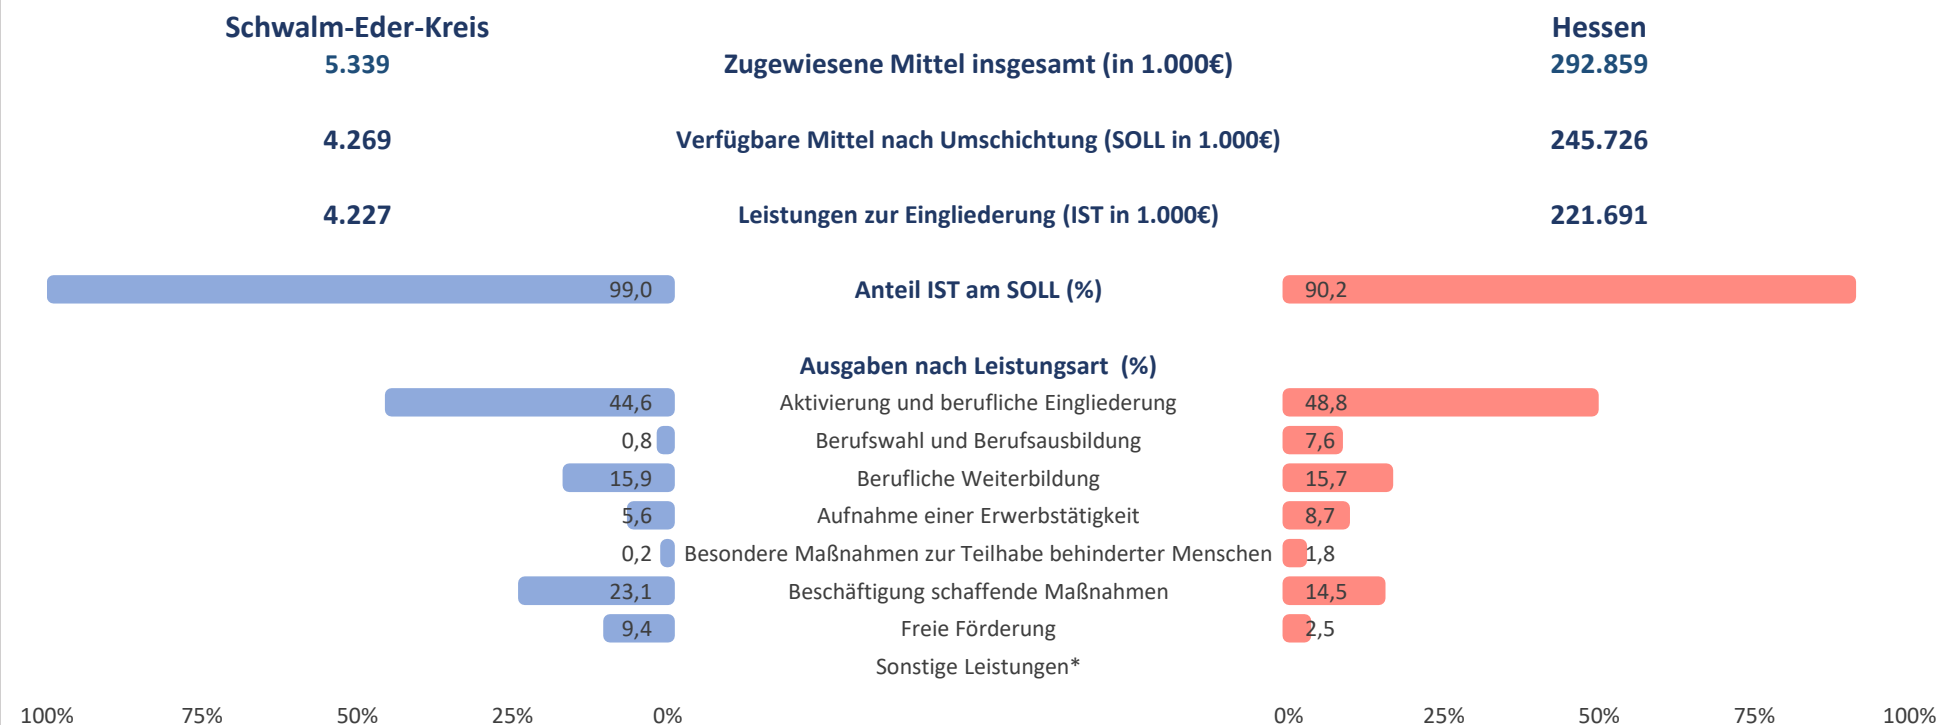 Schwalm-Eder-Kreis Hessen
5.339 Zugewiesene Mittel insgesamt (in 1.000€) 292.859
4.269 Verfügbare Mittel nach Umschichtung (SOLL in 1.000€) 245.726
4.227 Leistungen zur Eingliederung (IST in 1.000€) 221.691
99,0 Anteil IST am SOLL (%) 90,2
Ausgaben nach Leistungsart (%)
44,6 Aktivierung und berufliche Eingliederung 48,8
0,8 Berufswahl und Berufsausbildung 7,6
15,9 Berufliche Weiterbildung 15,7
5,6 Aufnahme einer Erwerbstätigkeit 8,7
0,2 Besondere Maßnahmen zur Teilhabe behinderter Menschen 1,8
23,1 Beschäftigung schaffende Maßnahmen 14,5
9,4 Freie Förderung 2,5
Sonstige Leistungen*
100% 75% 50% 25% 0% 0% 25% 50% 75% 100%